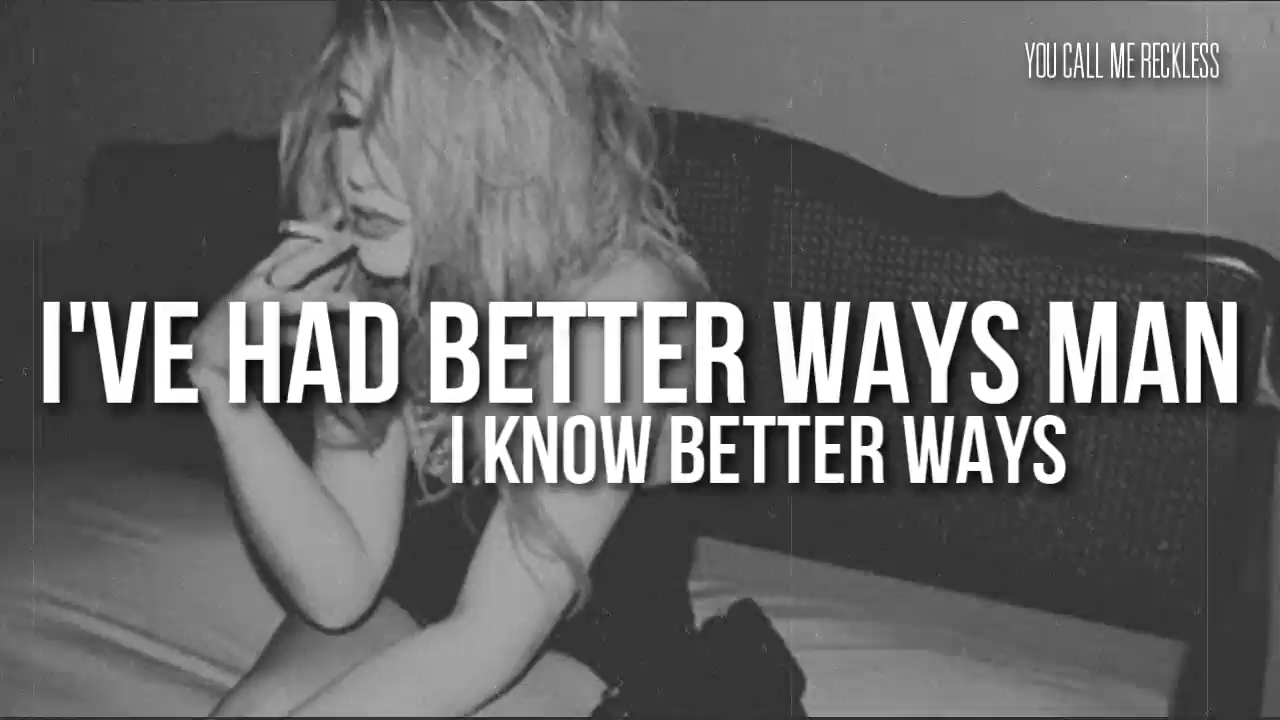 YOU CALL ME RECKLESS
I'VE HAD BETTER WAYS MAN
I KNOW BETTER WAYS